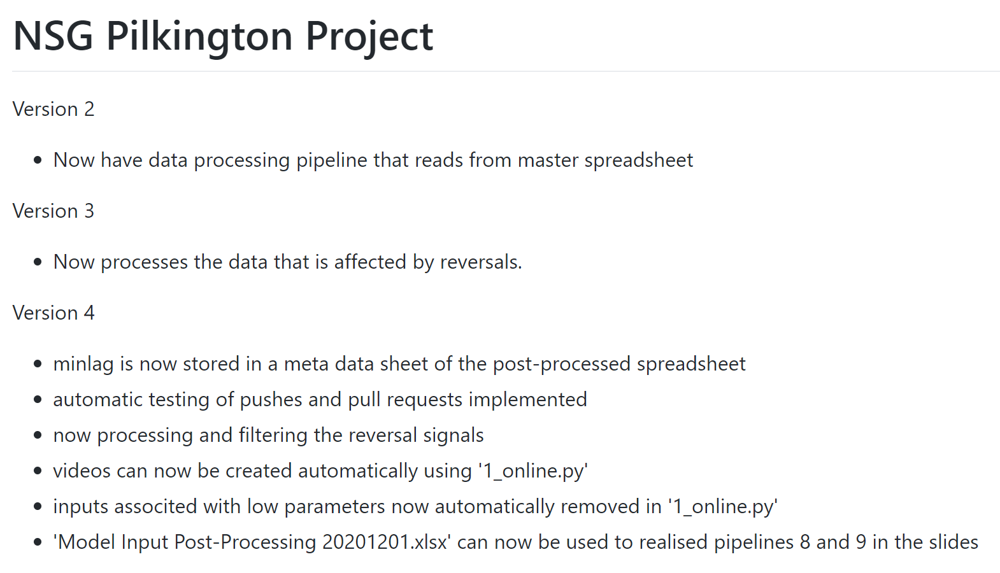 NSG Pilkington Project
Version 2
• Now have data processing pipeline that reads from master spreadsheet
Version 3
• Now processes the data that is affected by reversals.
Version 4
• minlag is now stored in a meta data sheet of the post-processed spreadsheet
• automatic testing of pushes and pull requests implemented
• now processing and filtering the reversal signals
• videos can now be created automatically using '1_online.py'
• inputs associted with low parameters now automatically removed in '1_online.py'
• 'Model Input Post-Processing 20201201.xlsx' can now be used to realised pipelines 8 and 9 in the slides